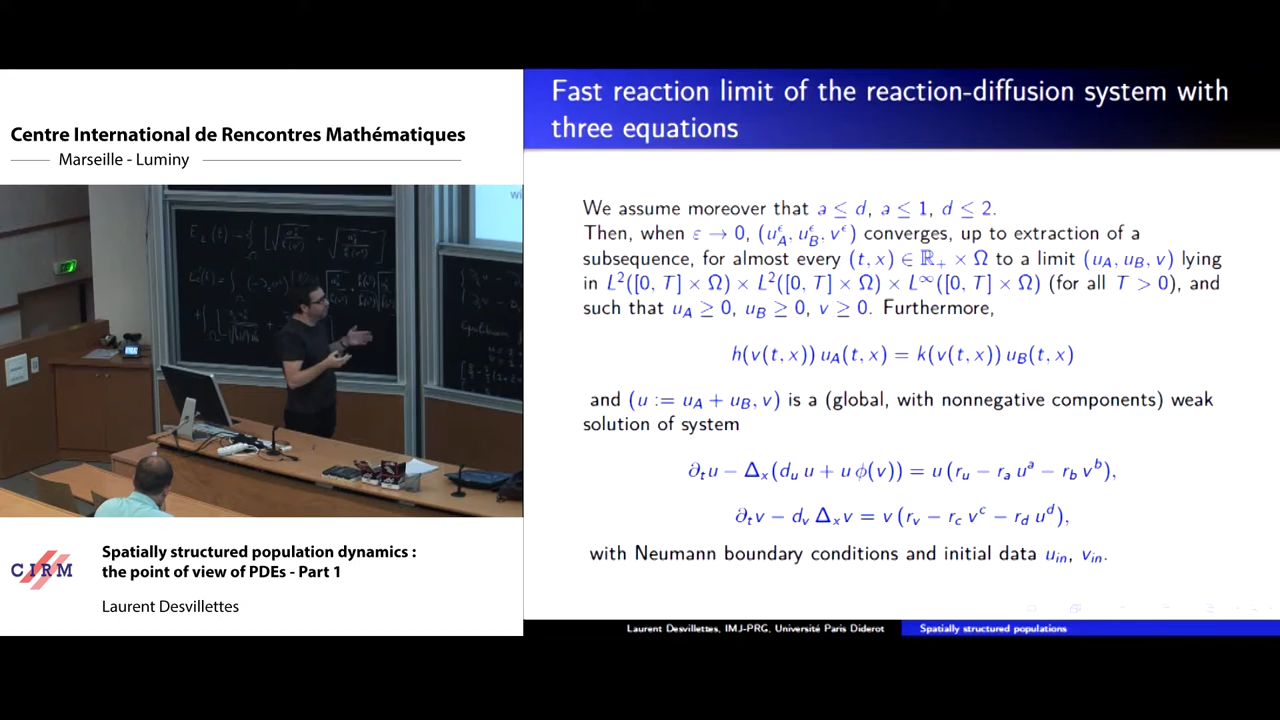 Centre International de Rencontres Mathématiques
Marseille - Luminy
Spatially structured population dynamics :
the point of view of PDEs - Part 1
CIRM
Laurent Desvillettes
Fast reaction limit of the reaction-diffusion system with
three equations
We assume moreover that a ≤ d, a ≤ 1, d ≤ 2.
Then, when ε → 0, (u_A^ε, u_B^ε, v^ε) converges, up to extraction of a
subsequence, for almost every (t, x) ∈ ℝ₊ × Ω to a limit (u_A, u_B, v) lying
in L²([0, T] × Ω) × L²([0, T] × Ω) × L^∞([0, T] × Ω) (for all T > 0), and
such that u_A ≥ 0, u_B ≥ 0, v ≥ 0. Furthermore,
h(v(t, x)) u_A(t, x) = k(v(t, x)) u_B(t, x)
and (u := u_A + u_B, v) is a (global, with nonnegative components) weak
solution of system
∂_t u − Δ_x(d_u u + u ϕ(v)) = u (r_u − r_a u^a − r_b v^b),
∂_t v − d_v Δ_x v = v (r_v − r_c v^c − r_d u^d),
with Neumann boundary conditions and initial data u_in, v_in.
Laurent Desvillettes, IMJ-PRG, Université Paris Diderot
Spatially structured populations